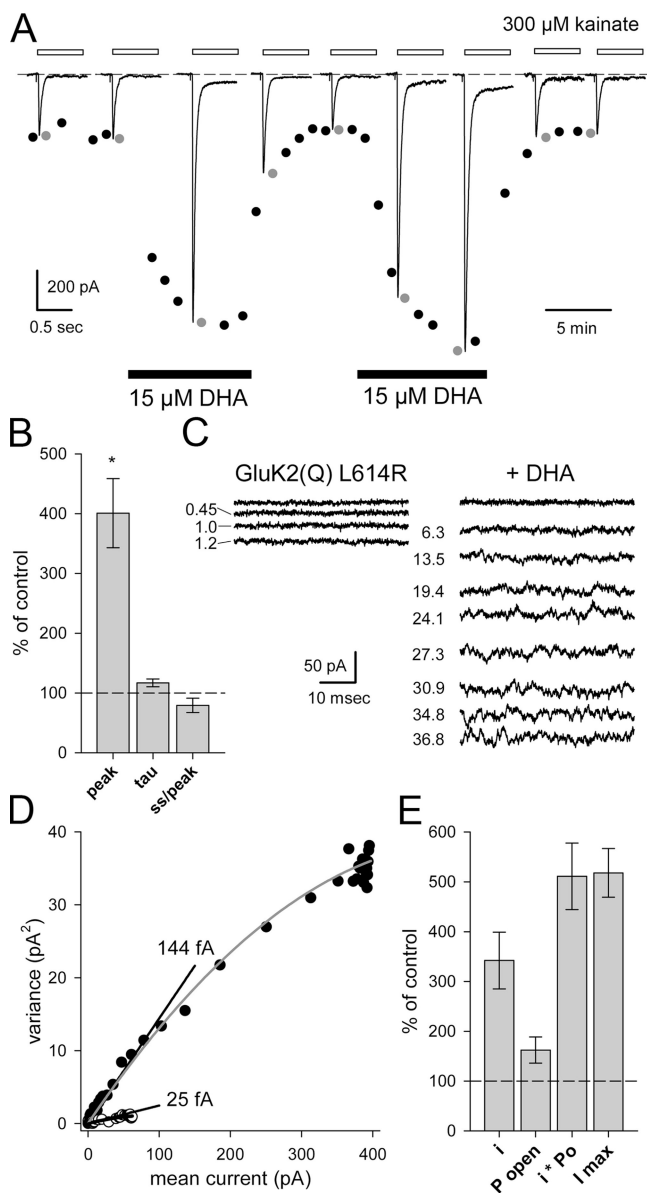 A
300 µM kainate
200 pA
0.5 sec
5 min
15 µM DHA
15 µM DHA
B
500
400
300
200
100
0
% of control
*
peak
tau
ss/peak
C
GluK2(Q) L614R
0.45
1.0
1.2
50 pA
10 msec
+ DHA
6.3
13.5
19.4
24.1
27.3
30.9
34.8
36.8
D
40
30
20
10
0
variance (pA²)
144 fA
25 fA
0
100
200
300
400
mean current (pA)
E
600
500
400
300
200
100
0
% of control
i
P open
i * Po
I max